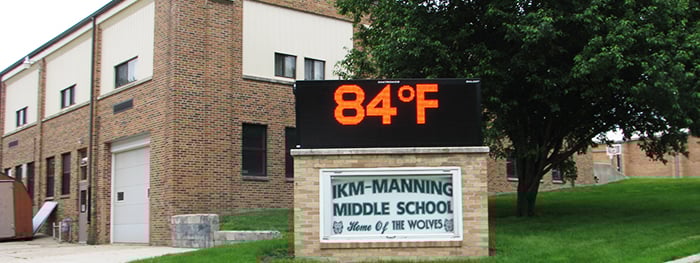 84°F
IKM-MANNING
MIDDLE SCHOOL
Home Of THE WOLVES